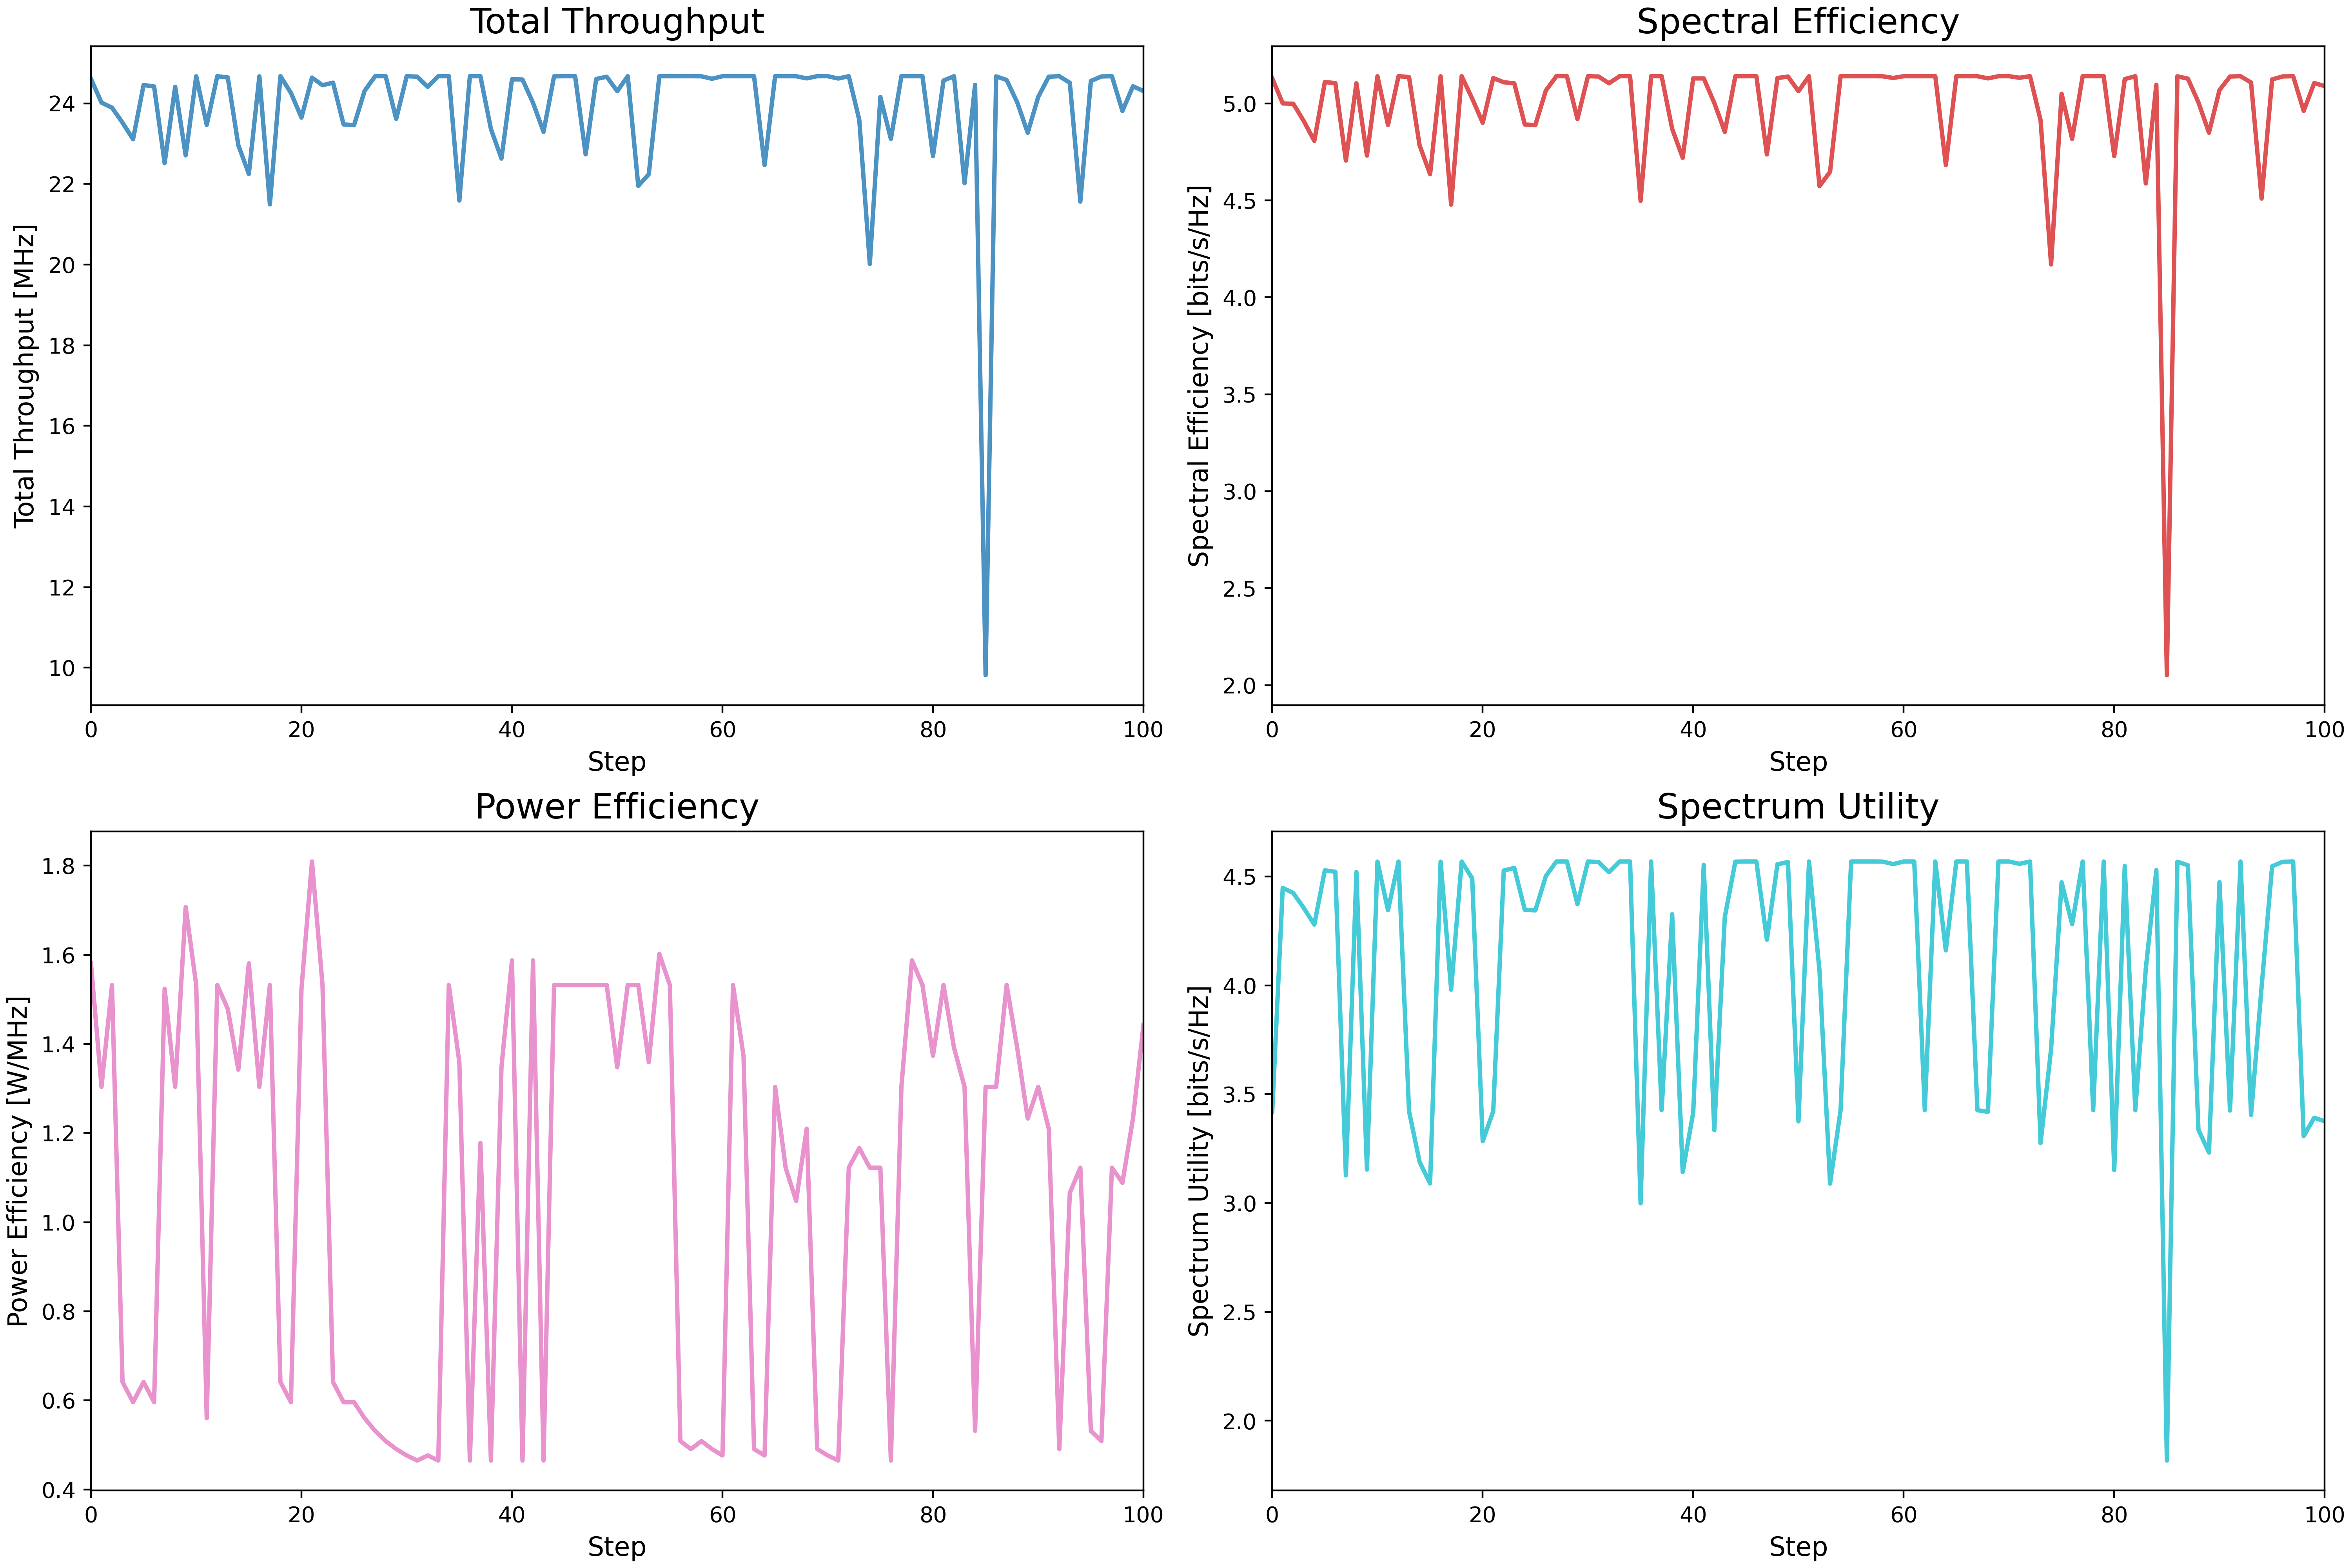 Total Throughput
Total Throughput [MHz]
24
22
20
18
16
14
12
10
0 20 40 60 80 100
Step
Spectral Efficiency
Spectral Efficiency [bits/s/Hz]
5.0
4.5
4.0
3.5
3.0
2.5
2.0
0 20 40 60 80 100
Step
Power Efficiency
Power Efficiency [W/MHz]
1.8
1.6
1.4
1.2
1.0
0.8
0.6
0.4
0 20 40 60 80 100
Step
Spectrum Utility
Spectrum Utility [bits/s/Hz]
4.5
4.0
3.5
3.0
2.5
2.0
0 20 40 60 80 100
Step